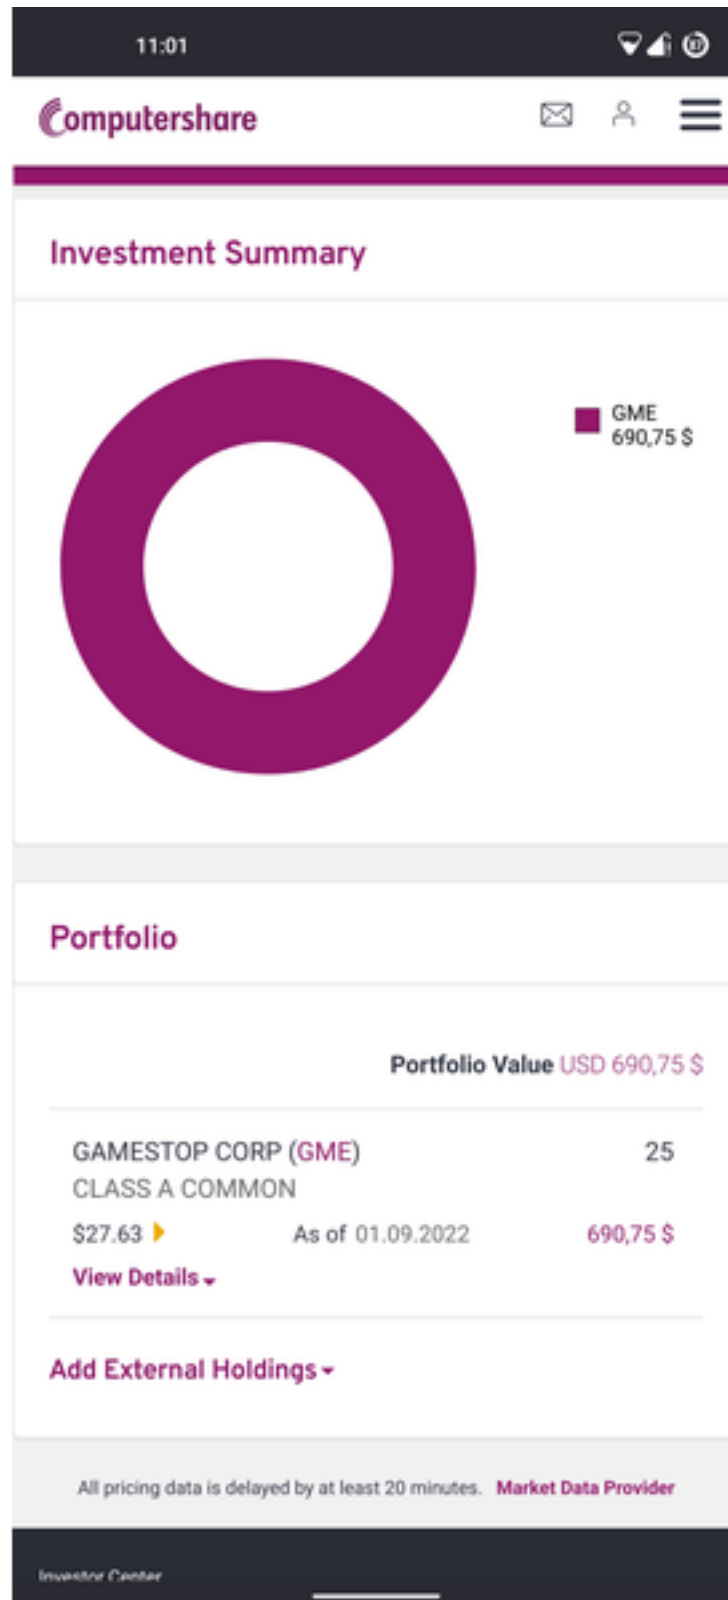 11:01
Computershare
Investment Summary
GME
690,75 $
Portfolio
Portfolio Value USD 690,75 $
GAMESTOP CORP (GME) 25
CLASS A COMMON
$27.63 As of 01.09.2022 690,75 $
View Details
Add External Holdings
All pricing data is delayed by at least 20 minutes. Market Data Provider
Investor Center